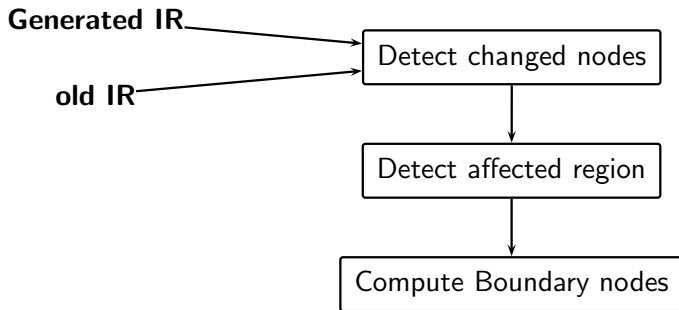 Generated IR
Detect changed nodes
old IR
Detect affected region
Compute Boundary nodes